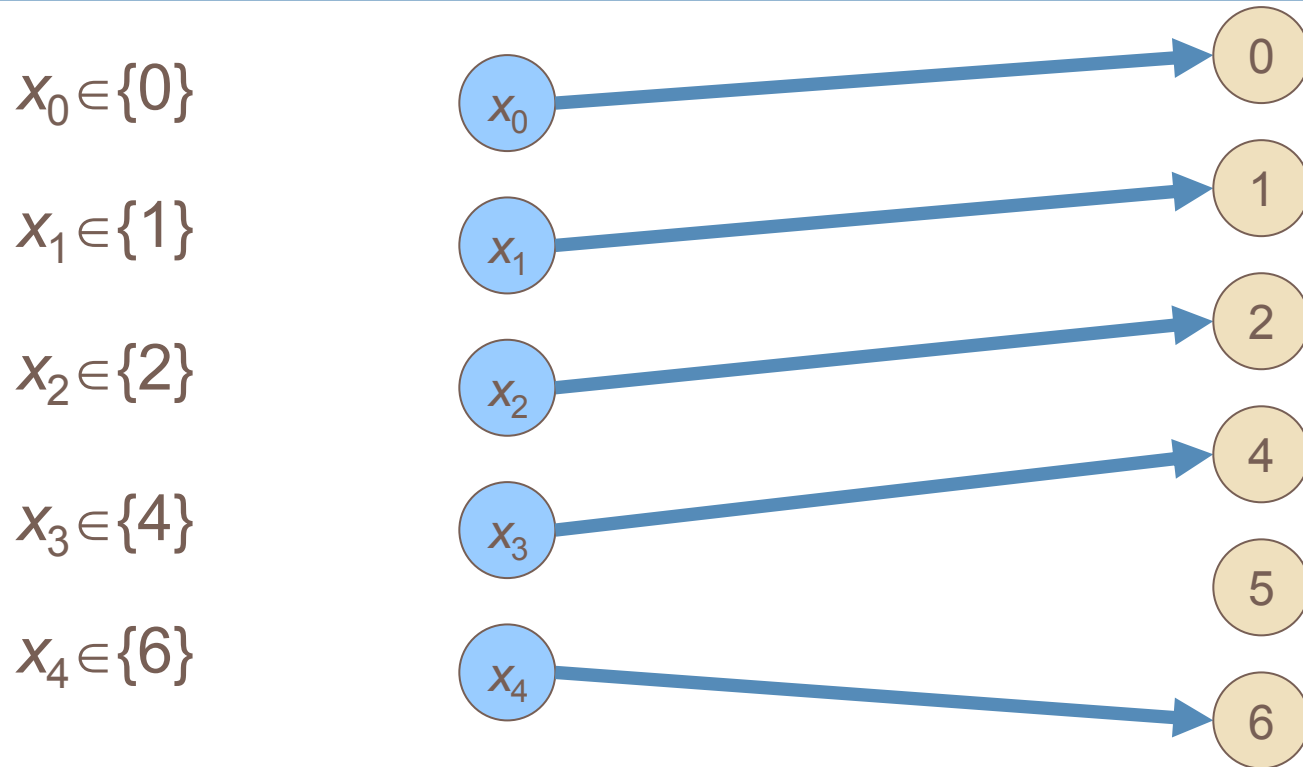 x₀∈{0}
x₁∈{1}
x₂∈{2}
x₃∈{4}
x₄∈{6}
x₀
x₁
x₂
x₃
x₄
0
1
2
4
5
6